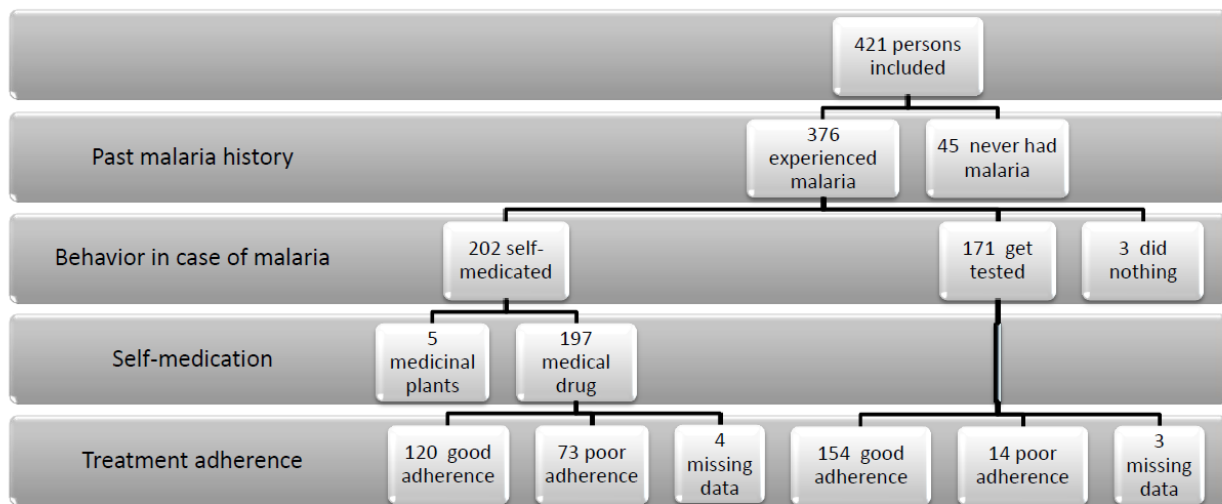 421 persons
included
Past malaria history
376
experienced
malaria
45 never had
malaria
Behavior in case of malaria
202 self-
medicated
171 get
tested
3 did
nothing
Self-medication
5
medicinal
plants
197
medical
drug
Treatment adherence
120 good
adherence
73 poor
adherence
4
missing
data
154 good
adherence
14 poor
adherence
3
missing
data